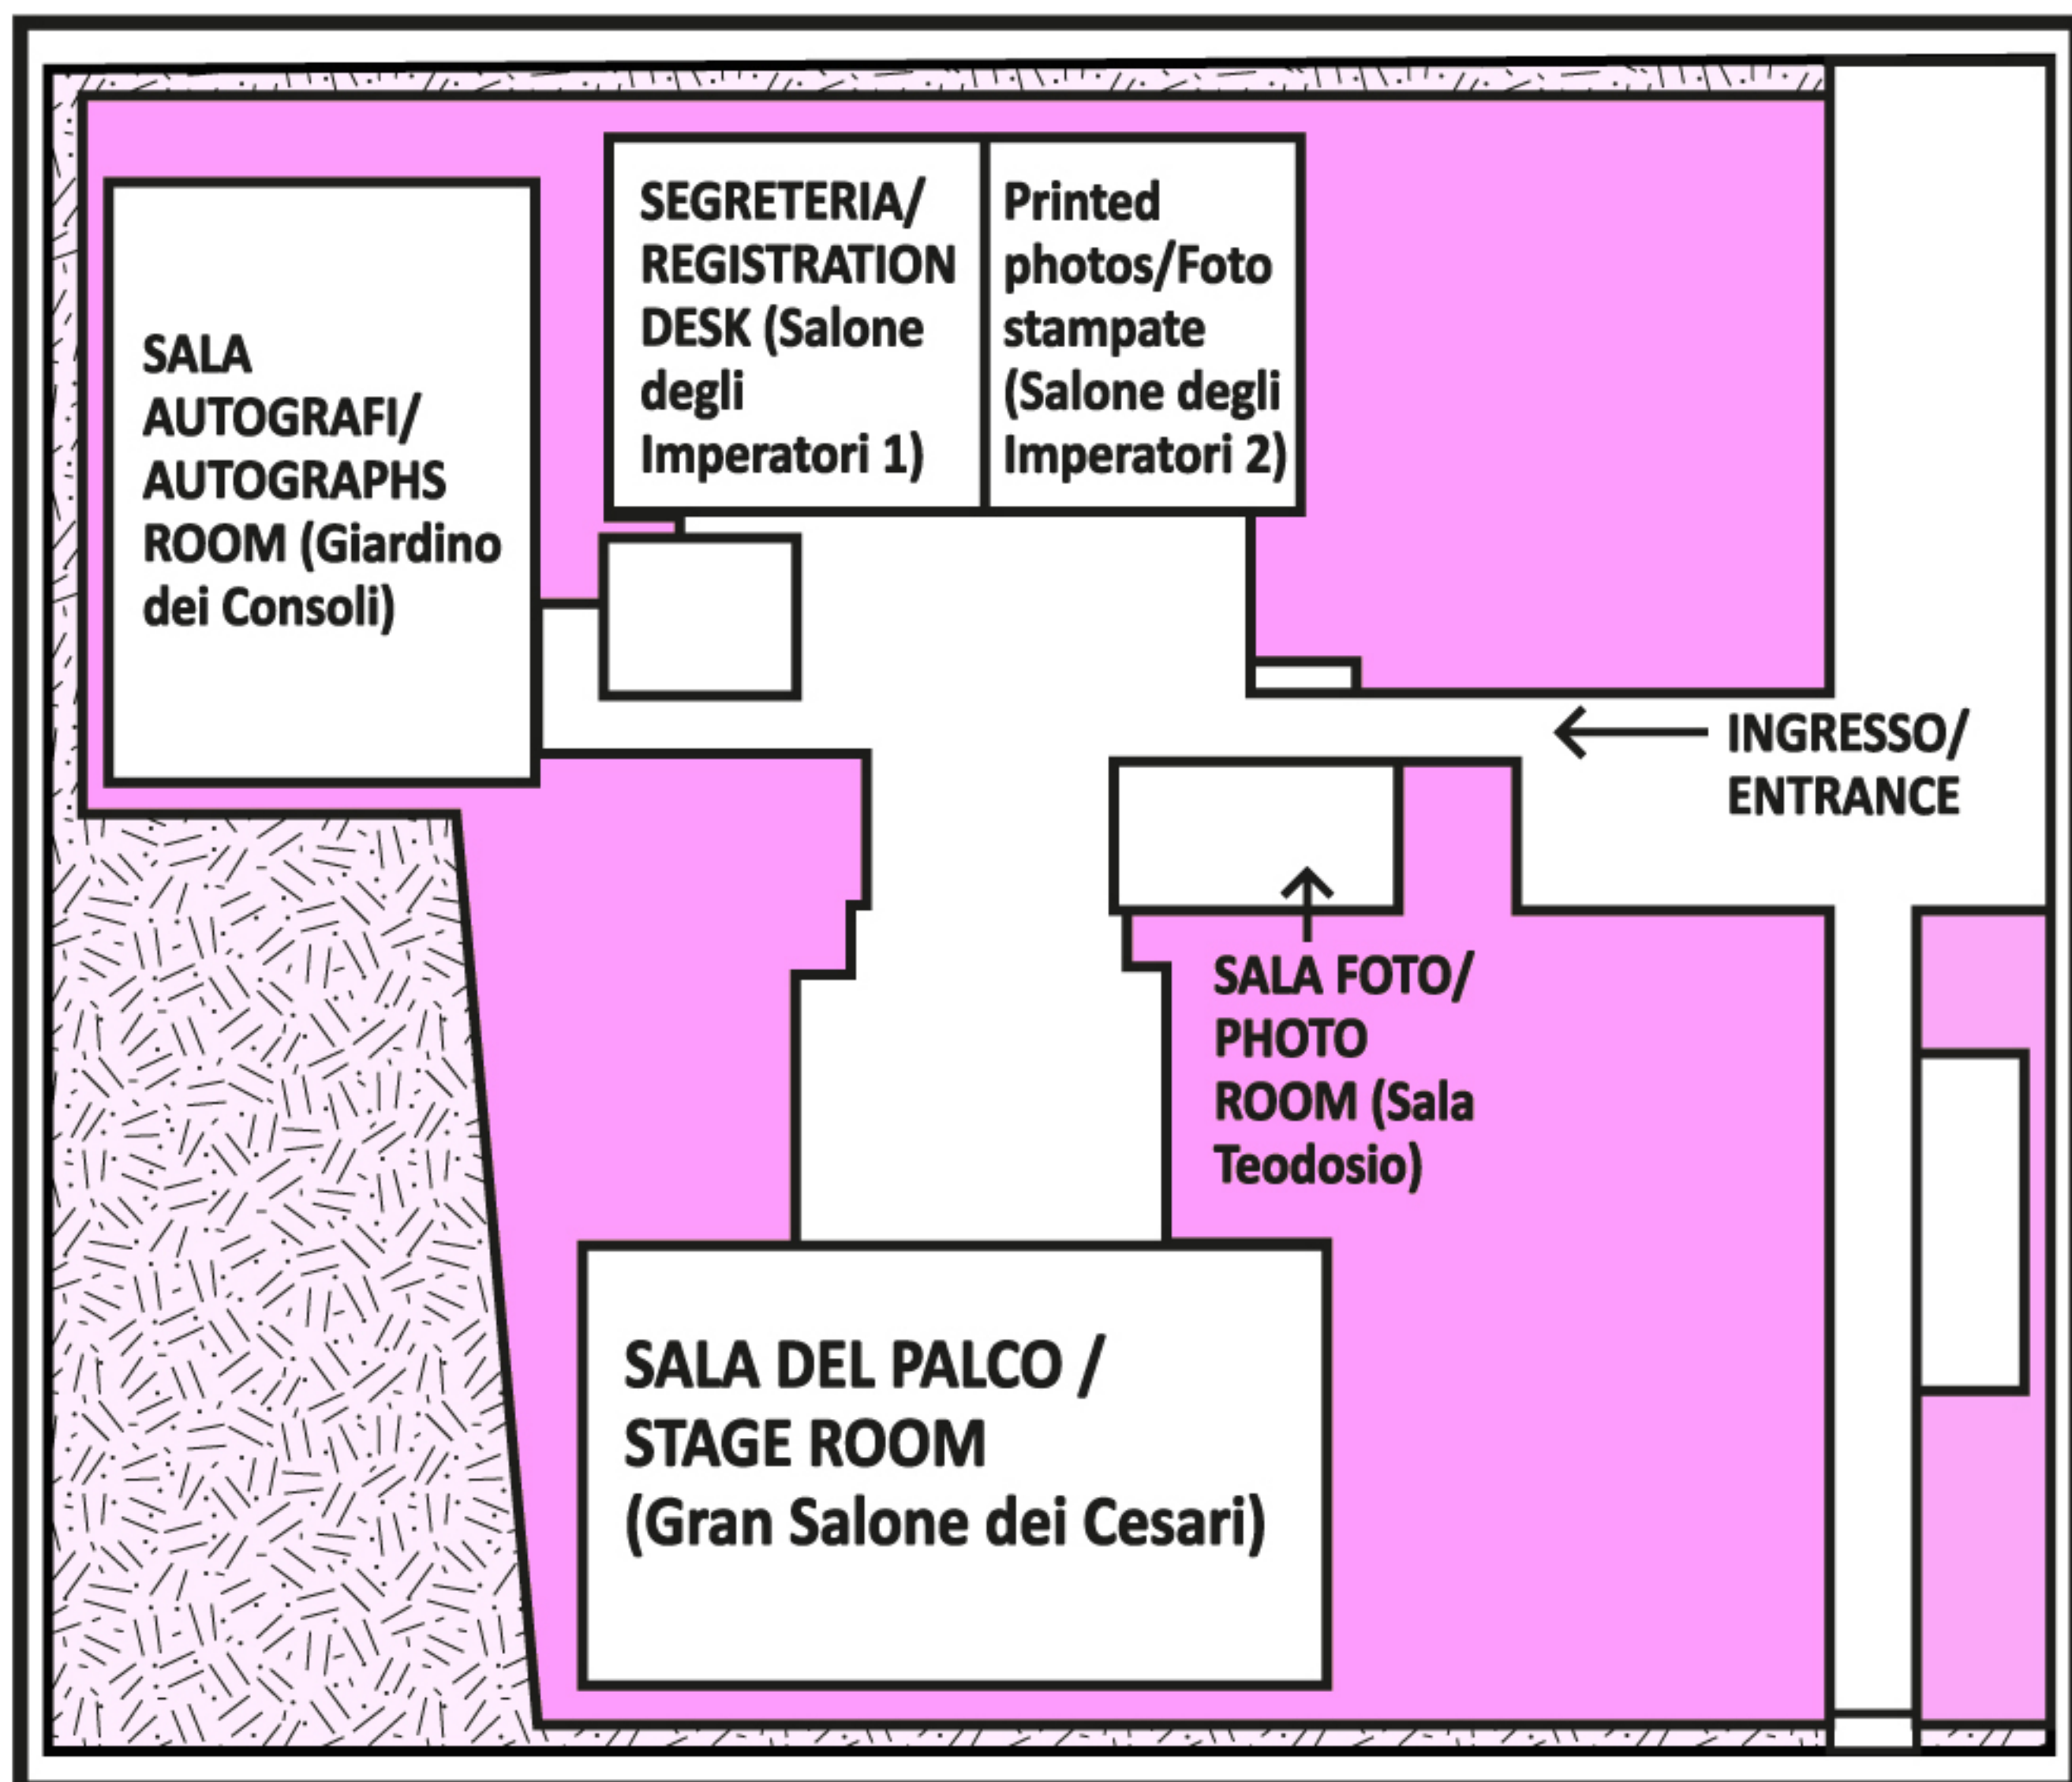 SALA
AUTOGRAFI/
AUTOGRAPHS
ROOM (Giardino
dei Consoli)
SEGRETERIA/
REGISTRATION
DESK (Salone
degli
Imperatori 1)
Printed
photos/Foto
stampate
(Salone degli
Imperatori 2)
INGRESSO/
ENTRANCE
SALA FOTO/
PHOTO
ROOM (Sala
Teodosio)
SALA DEL PALCO /
STAGE ROOM
(Gran Salone dei Cesari)